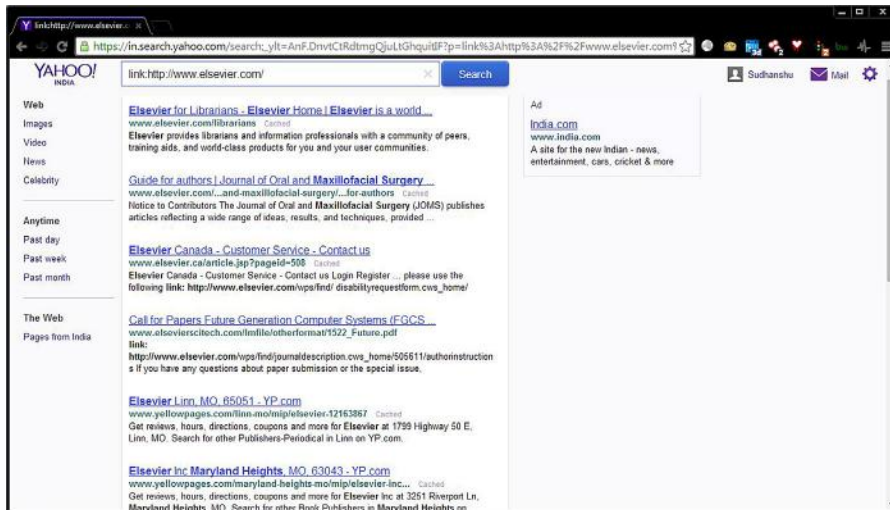 link:http://www.elsevier.c
https://in.search.yahoo.com/search;_ylt=AnF.DnvtCtRdtmgQjuLtGhquitIF?p=link%3Ahttp%3A%2F%2Fwww.elsevier.com
YAHOO!
INDIA
link:http://www.elsevier.com/
Search
Sudhanshu
Mail
Web
Images
Video
News
Celebrity
Anytime
Past day
Past week
Past month
The Web
Pages from India
Elsevier for Librarians - Elsevier Home | Elsevier is a world ...
www.elsevier.com/librarians Cached
Elsevier provides librarians and information professionals with a community of peers,
training aids, and world-class products for you and your user communities.
Guide for authors | Journal of Oral and Maxillofacial Surgery ...
www.elsevier.com/...and-maxillofacial-surgery/...for-authors Cached
Notice to Contributors The Journal of Oral and Maxillofacial Surgery (JOMS) publishes
articles reflecting a wide range of ideas, results, and techniques, provided ...
Elsevier Canada - Customer Service - Contact us
www.elsevier.ca/article.jsp?pageid=508 Cached
Elsevier Canada - Customer Service - Contact us Login Register ... please use the
following link: http://www.elsevier.com/wps/find/ disabilityrequestform.cws_home/
Call for Papers Future Generation Computer Systems (FGCS ...
www.elsevierscitech.com/lmfile/otherformat/1522_Future.pdf
link:
http://www.elsevier.com/wps/find/journaldescription.cws_home/505611/authorinstruction
s If you have any questions about paper submission or the special issue,
Elsevier Linn, MO, 65051 - YP.com
www.yellowpages.com/linn-mo/mip/elsevier-12163867 Cached
Get reviews, hours, directions, coupons and more for Elsevier at 1799 Highway 50 E,
Linn, MO. Search for other Publishers-Periodical in Linn on YP.com.
Elsevier Inc Maryland Heights, MO, 63043 - YP.com
www.yellowpages.com/maryland-heights-mo/mip/elsevier-inc... Cached
Get reviews, hours, directions, coupons and more for Elsevier Inc at 3251 Riverport Ln,
Maryland Heights, MO. Search for other Book Publishers in Maryland Heights on
Ad
India.com
www.india.com
A site for the new Indian - news,
entertainment, cars, cricket & more